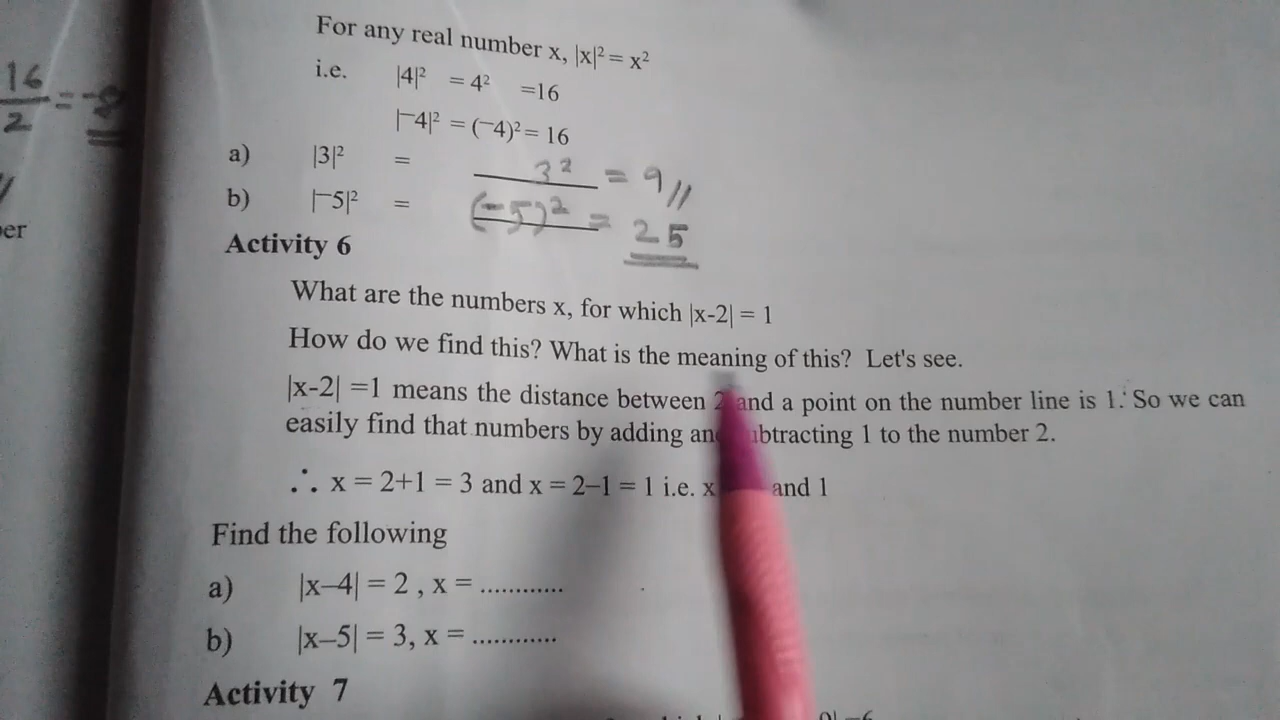 For any real number x, |x|² = x²
i.e. |4|² = 4² =16
|⁻4|² = (⁻4)² = 16
16/2 = -8
a) |3|² = 3² = 9 //
b) |⁻5|² = (-5)² = 25
er
Activity 6
What are the numbers x, for which |x-2| = 1
How do we find this? What is the meaning of this? Let's see.
|x-2| =1 means the distance between 2 and a point on the number line is 1. So we can
easily find that numbers by adding and subtracting 1 to the number 2.
∴ x = 2+1 = 3 and x = 2–1 = 1 i.e. x and 1
Find the following
a) |x–4| = 2 , x = ............
b) |x–5| = 3, x = ............
Activity 7